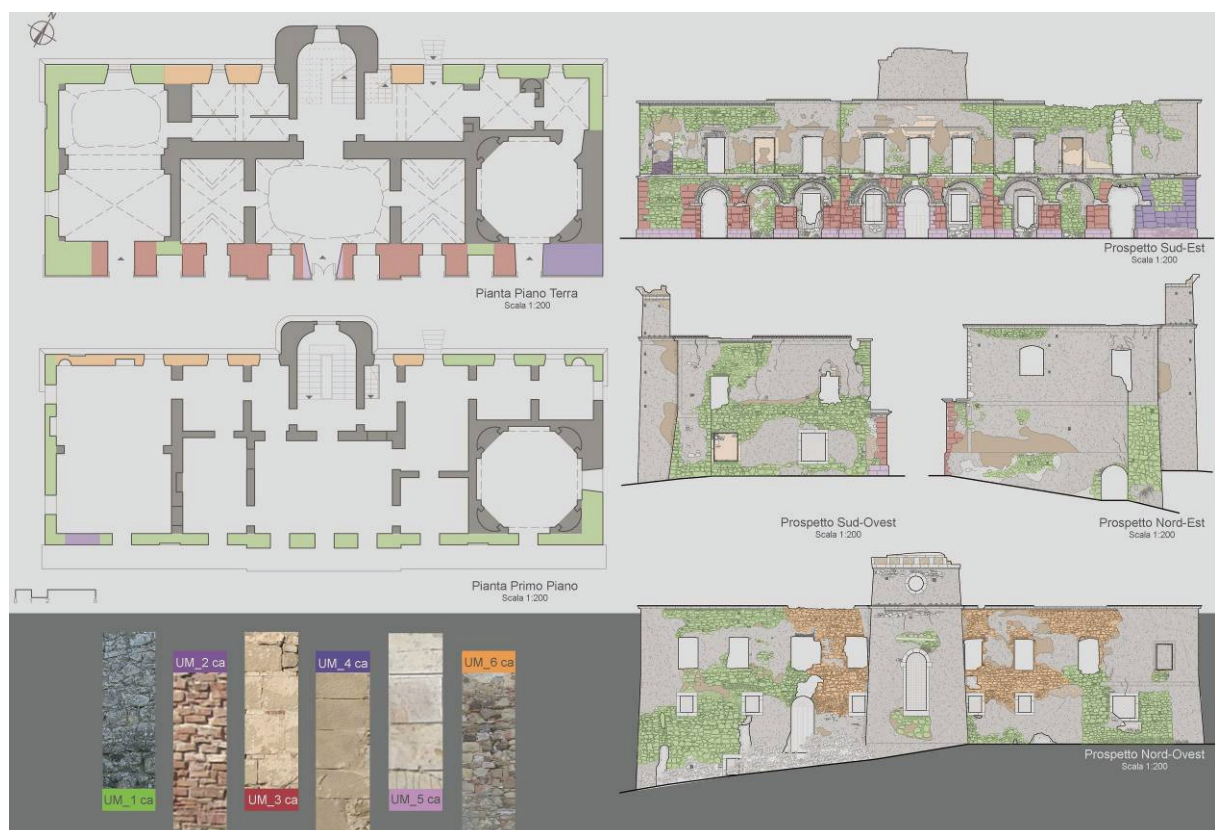 Pianta Piano Terra
Scala 1:200
Pianta Primo Piano
Scala 1:200
Prospetto Sud-Est
Scala 1:200
Prospetto Sud-Ovest
Scala 1:200
Prospetto Nord-Est
Scala 1:200
Prospetto Nord-Ovest
Scala 1:200
UM_1 ca
UM_2 ca
UM_3 ca
UM_4 ca
UM_5 ca
UM_6 ca